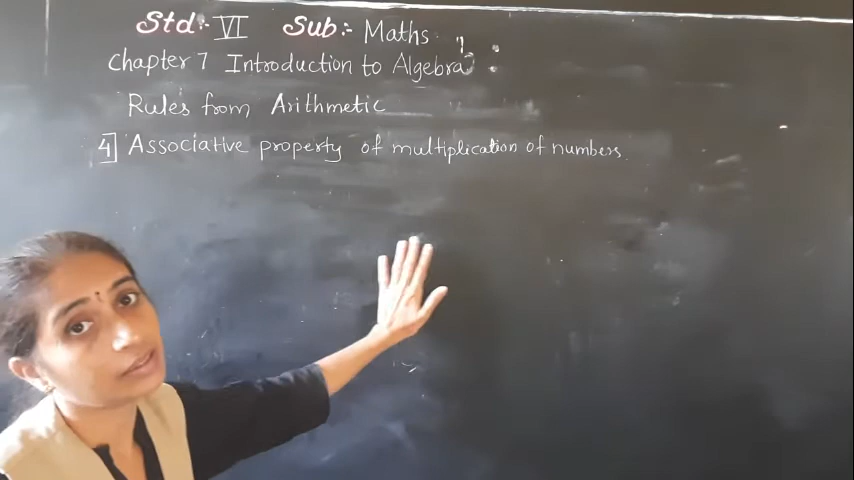 Std:- VI Sub:- Maths
Chapter 7 Introduction to Algebra
Rules from Arithmetic
4] Associative property of multiplication of numbers.